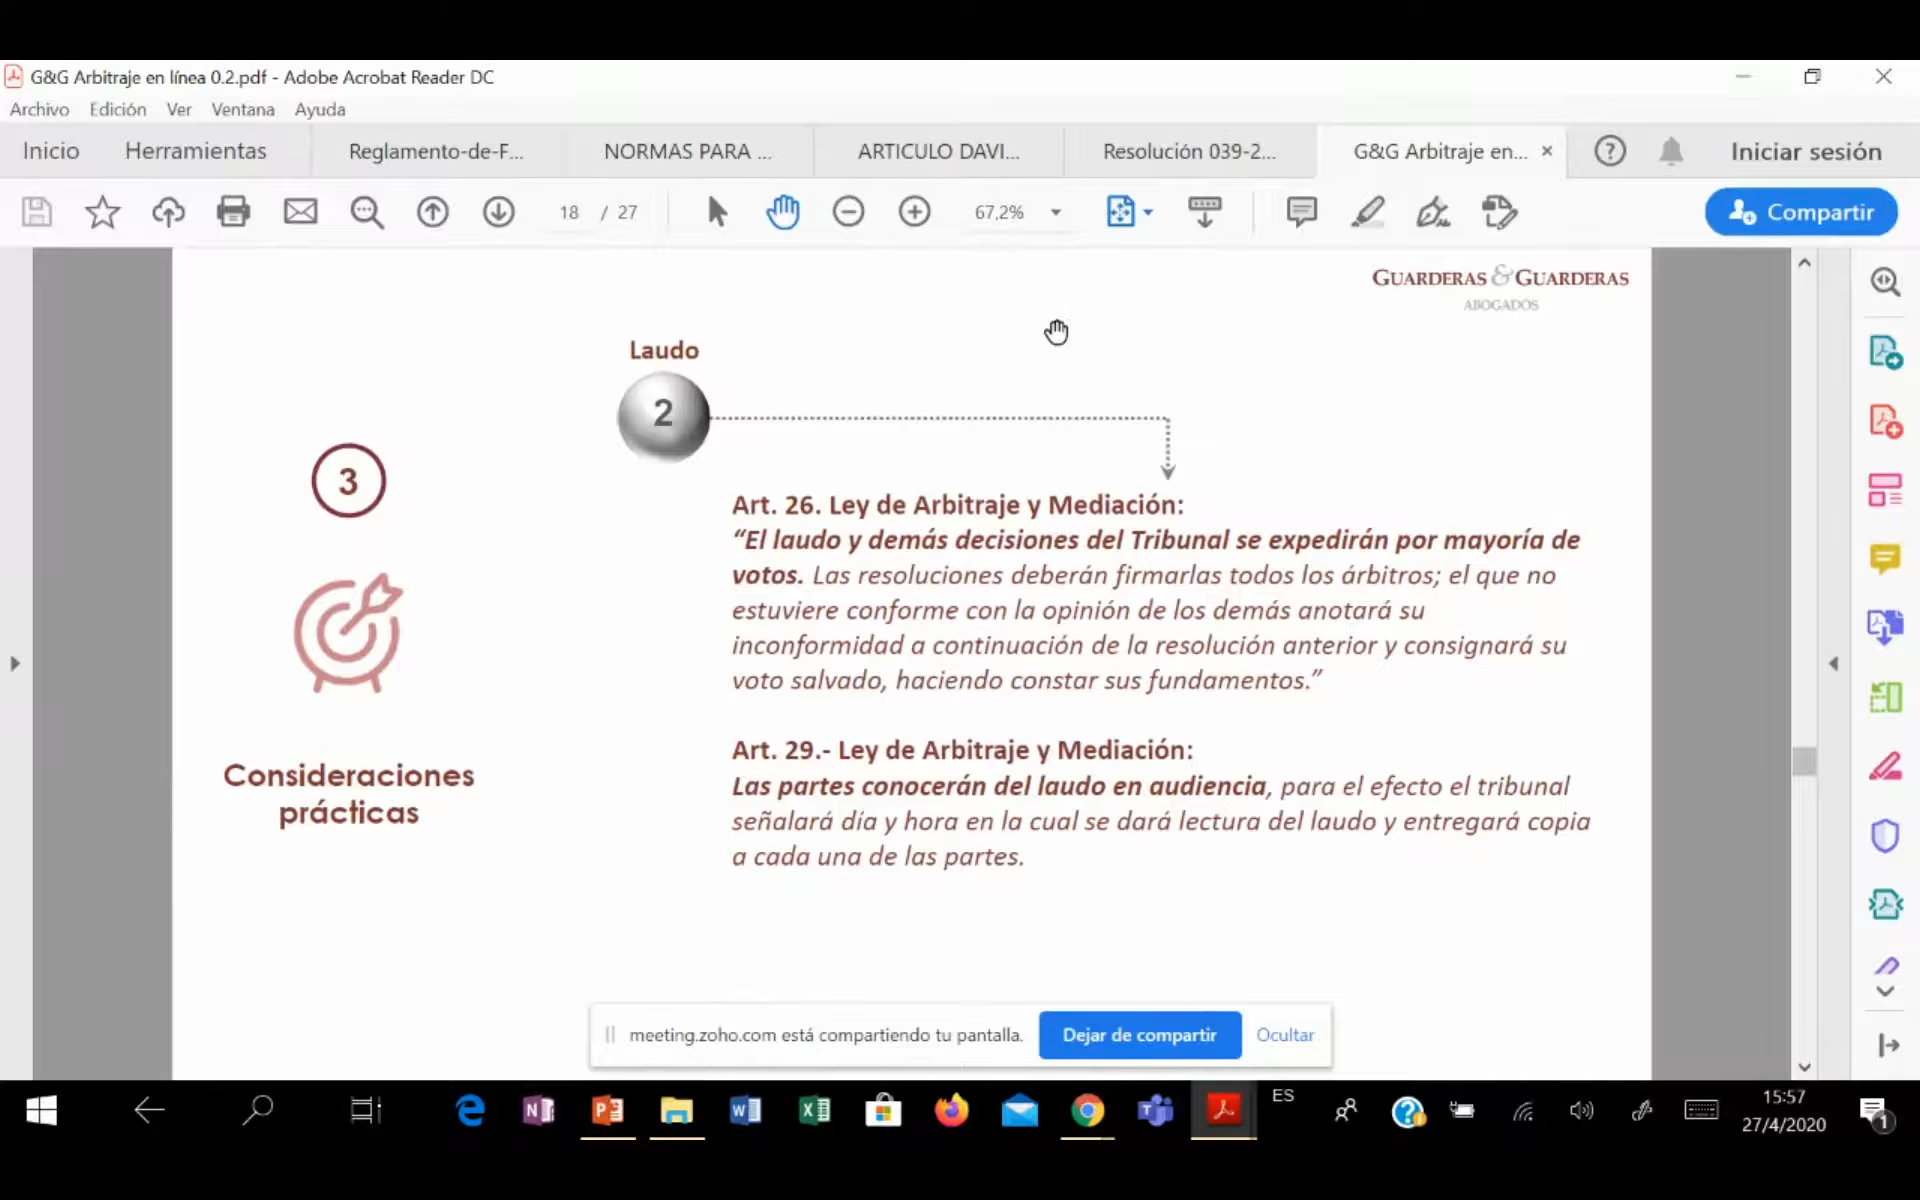 G&G Arbitraje en línea 0.2.pdf - Adobe Acrobat Reader DC
Archivo Edición Ver Ventana Ayuda
Inicio Herramientas Reglamento-de-F... NORMAS PARA ... ARTICULO DAVI... Resolución 039-2... G&G Arbitraje en... × Iniciar sesión
18 / 27 67,2% Compartir
GUARDERAS & GUARDERAS
ABOGADOS
Laudo
2
3
Consideraciones
prácticas
Art. 26. Ley de Arbitraje y Mediación:
“El laudo y demás decisiones del Tribunal se expedirán por mayoría de
votos. Las resoluciones deberán firmarlas todos los árbitros; el que no
estuviere conforme con la opinión de los demás anotará su
inconformidad a continuación de la resolución anterior y consignará su
voto salvado, haciendo constar sus fundamentos.”
Art. 29.- Ley de Arbitraje y Mediación:
Las partes conocerán del laudo en audiencia, para el efecto el tribunal
señalará día y hora en la cual se dará lectura del laudo y entregará copia
a cada una de las partes.
meeting.zoho.com está compartiendo tu pantalla. Dejar de compartir Ocultar
ES
15:57
27/4/2020
1